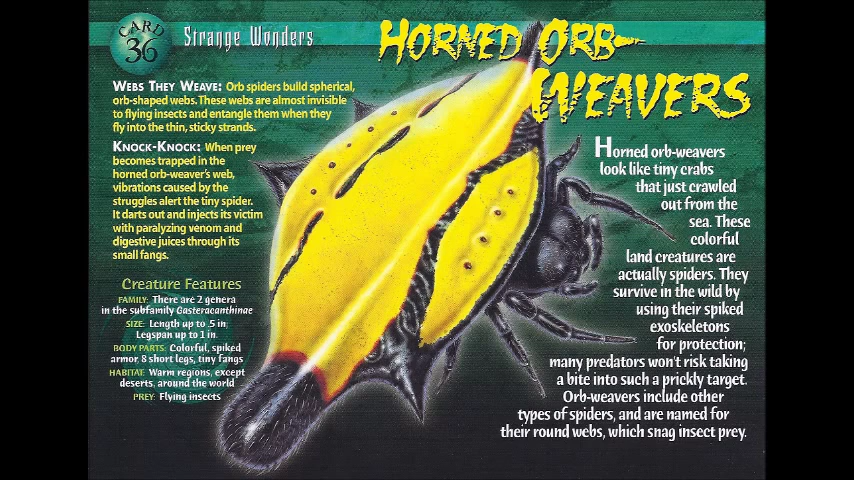 CARD
36
Strange Wonders
HORNED ORB-
WEAVERS
WEBS THEY WEAVE: Orb spiders build spherical,
orb-shaped webs. These webs are almost invisible
to flying insects and entangle them when they
fly into the thin, sticky strands.
KNOCK-KNOCK: When prey
becomes trapped in the
horned orb-weaver's web,
vibrations caused by the
struggles alert the tiny spider.
It darts out and injects its victim
with paralyzing venom and
digestive juices through its
small fangs.
Creature Features
FAMILY: There are 2 genera
in the subfamily Gasteracanthinae
SIZE: Length up to .5 in;
Legspan up to 1 in.
BODY PARTS: Colorful, spiked
armor, 8 short legs, tiny fangs
HABITAT: Warm regions, except
deserts, around the world
PREY: Flying insects
Horned orb-weavers
look like tiny crabs
that just crawled
out from the
sea. These
colorful
land creatures are
actually spiders. They
survive in the wild by
using their spiked
exoskeletons
for protection;
many predators won't risk taking
a bite into such a prickly target.
Orb-weavers include other
types of spiders, and are named for
their round webs, which snag insect prey.